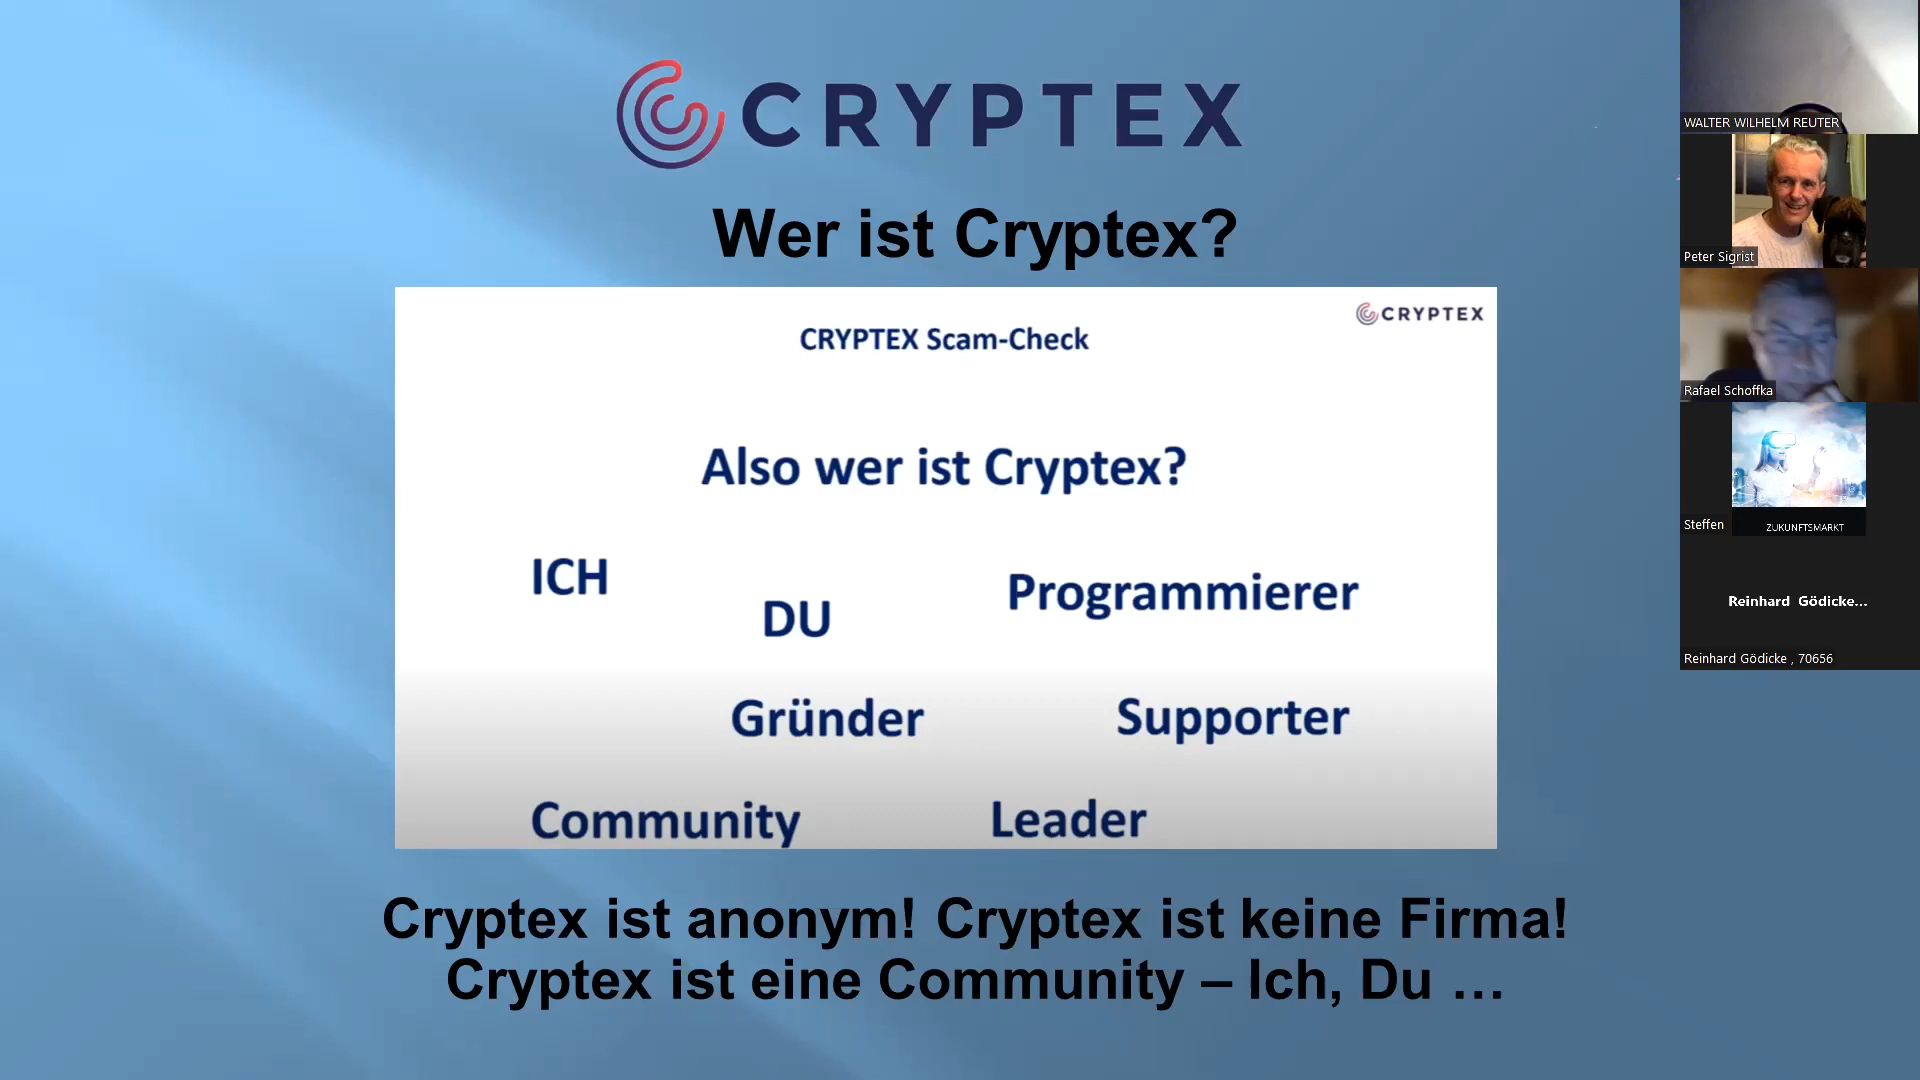 CRYPTEX
Wer ist Cryptex?
CRYPTEX
CRYPTEX Scam-Check
Also wer ist Cryptex?
ICH
DU
Programmierer
Gründer
Supporter
Community
Leader
Cryptex ist anonym! Cryptex ist keine Firma!
Cryptex ist eine Community – Ich, Du …
WALTER WILHELM REUTER
Peter Sigrist
Rafael Schoffka
Steffen
ZUKUNFTSMARKT
Reinhard Gödicke...
Reinhard Gödicke , 70656